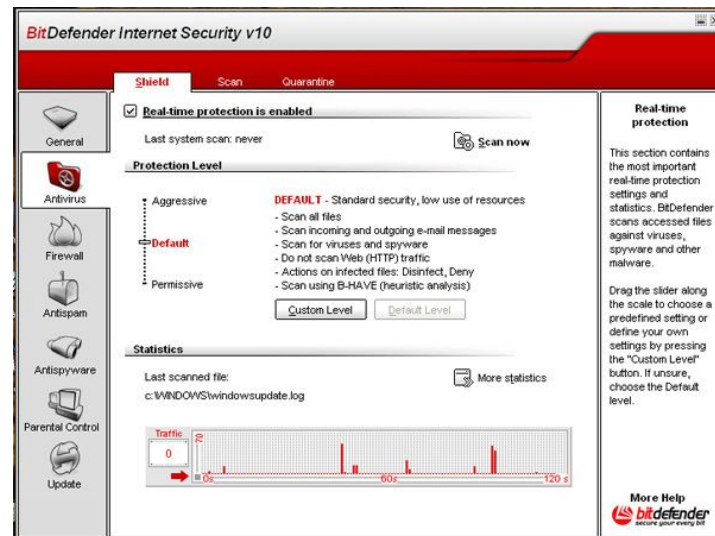 BitDefender Internet Security v10
Shield Scan Quarantine
General
Antivirus
Firewall
Antispam
Antispyware
Parental Control
Update
Real-time protection is enabled
Last system scan: never
Scan now
Protection Level
Aggressive
Default
Permissive
DEFAULT - Standard security, low use of resources
- Scan all files
- Scan incoming and outgoing e-mail messages
- Scan for viruses and spyware
- Do not scan Web (HTTP) traffic
- Actions on infected files: Disinfect, Deny
- Scan using B-HAVE (heuristic analysis)
Custom Level Default Level
Statistics
Last scanned file:
More statistics
c:\WINDOWS\windowsupdate.log
Traffic
0
70
0s 60s 120 s
Real-time
protection
This section contains
the most important
real-time protection
settings and
statistics. BitDefender
scans accessed files
against viruses,
spyware and other
malware.
Drag the slider along
the scale to choose a
predefined setting or
define your own
settings by pressing
the "Custom Level"
button. If unsure,
choose the Default
level.
More Help
bitdefender
secure your every bit